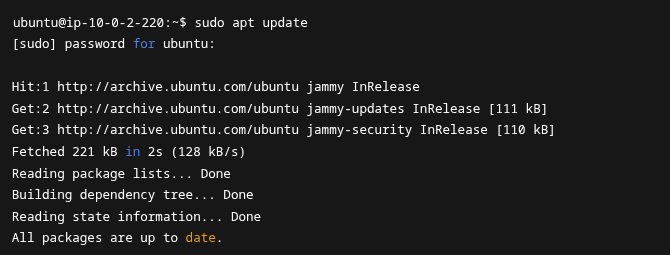 ubuntu@ip-10-0-2-220:~$ sudo apt update
[sudo] password for ubuntu:
Hit:1 http://archive.ubuntu.com/ubuntu jammy InRelease
Get:2 http://archive.ubuntu.com/ubuntu jammy-updates InRelease [111 kB]
Get:3 http://archive.ubuntu.com/ubuntu jammy-security InRelease [110 kB]
Fetched 221 kB in 2s (128 kB/s)
Reading package lists... Done
Building dependency tree... Done
Reading state information... Done
All packages are up to date.